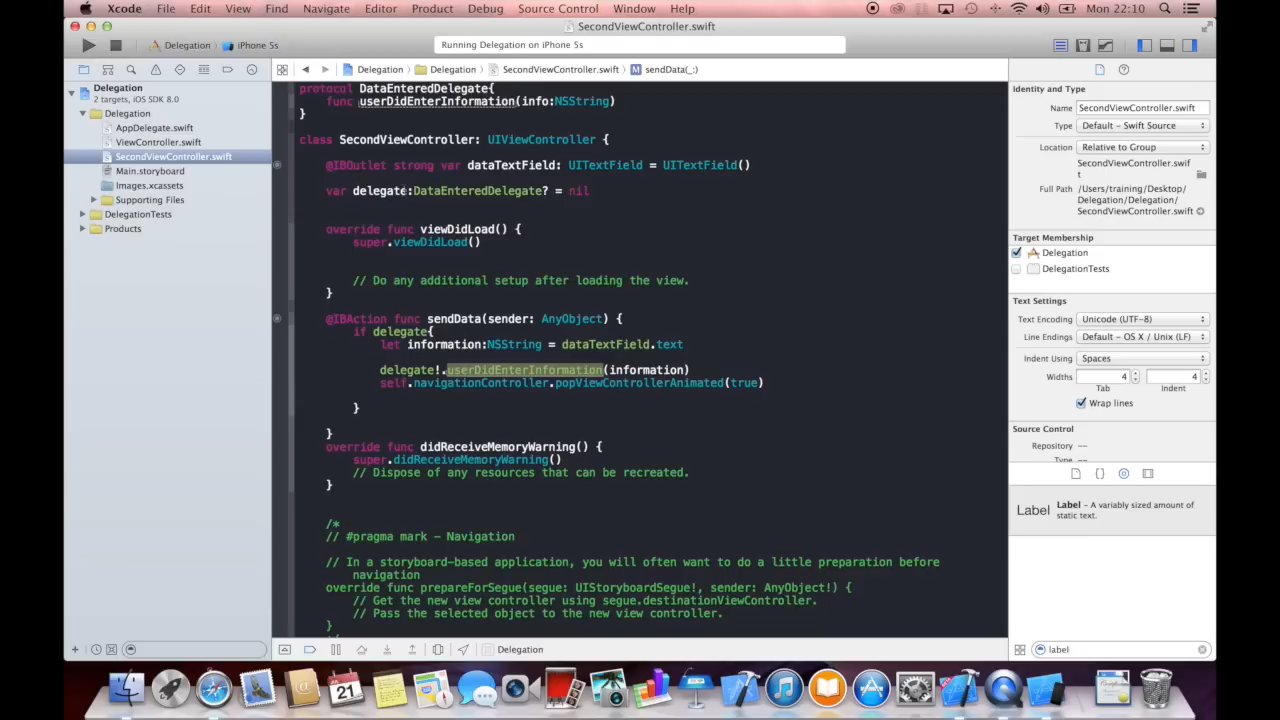 Xcode File Edit View Find Navigate Editor Product Debug Source Control Window Help Mon 22:10
SecondViewController.swift
Delegation iPhone 5s
Running Delegation on iPhone 5s
Delegation
2 targets, iOS SDK 8.0
Delegation
AppDelegate.swift
ViewController.swift
SecondViewController.swift
Main.storyboard
Images.xcassets
Supporting Files
DelegationTests
Products
Delegation Delegation SecondViewController.swift M sendData(_:)
protocol DataEnteredDelegate{
func userDidEnterInformation(info:NSString)
}
class SecondViewController: UIViewController {
@IBOutlet strong var dataTextField: UITextField = UITextField()
var delegate:DataEnteredDelegate? = nil
override func viewDidLoad() {
super.viewDidLoad()
// Do any additional setup after loading the view.
}
@IBAction func sendData(sender: AnyObject) {
if delegate{
let information:NSString = dataTextField.text
delegate!.userDidEnterInformation(information)
self.navigationController.popViewControllerAnimated(true)
}
}
override func didReceiveMemoryWarning() {
super.didReceiveMemoryWarning()
// Dispose of any resources that can be recreated.
}
/*
// #pragma mark - Navigation
// In a storyboard-based application, you will often want to do a little preparation before
navigation
override func prepareForSegue(segue: UIStoryboardSegue!, sender: AnyObject!) {
// Get the new view controller using segue.destinationViewController.
// Pass the selected object to the new view controller.
}
Delegation
Identity and Type
Name SecondViewController.swift
Type Default - Swift Source
Location Relative to Group
SecondViewController.swif
t
Full Path /Users/training/Desktop/
Delegation/Delegation/
SecondViewController.swift
Target Membership
Delegation
DelegationTests
Text Settings
Text Encoding Unicode (UTF-8)
Line Endings Default - OS X / Unix (LF)
Indent Using Spaces
Widths 4 4
Tab Indent
Wrap lines
Source Control
Repository --
Type --
{}
Label Label - A variably sized amount of
static text.
label
21